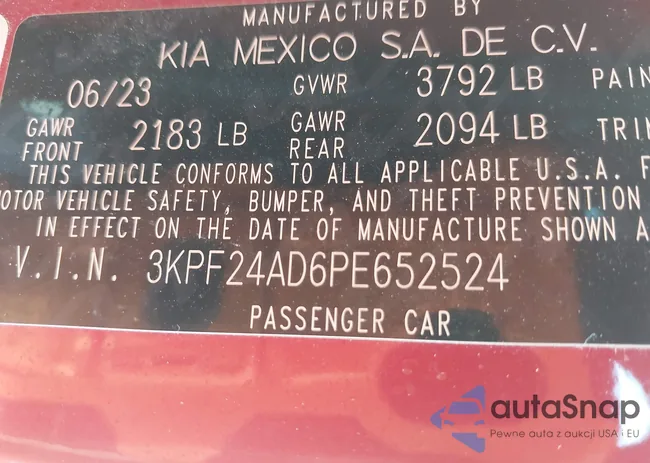 MANUFACTURED BY
KIA MEXICO S.A. DE C.V.
06/23 GVWR 3792 LB
GAWR FRONT 2183 LB GAWR REAR 2094 LB
THIS VEHICLE CONFORMS TO ALL APPLICABLE U.S.A.
VEHICLE SAFETY, BUMPER, AND THEFT PREVENTION
IN EFFECT ON THE DATE OF MANUFACTURE SHOWN
V.I.N. 3KPF24AD6PE652524
PASSENGER CAR
autaSnap
Pewne auta z aukcji USA i EU